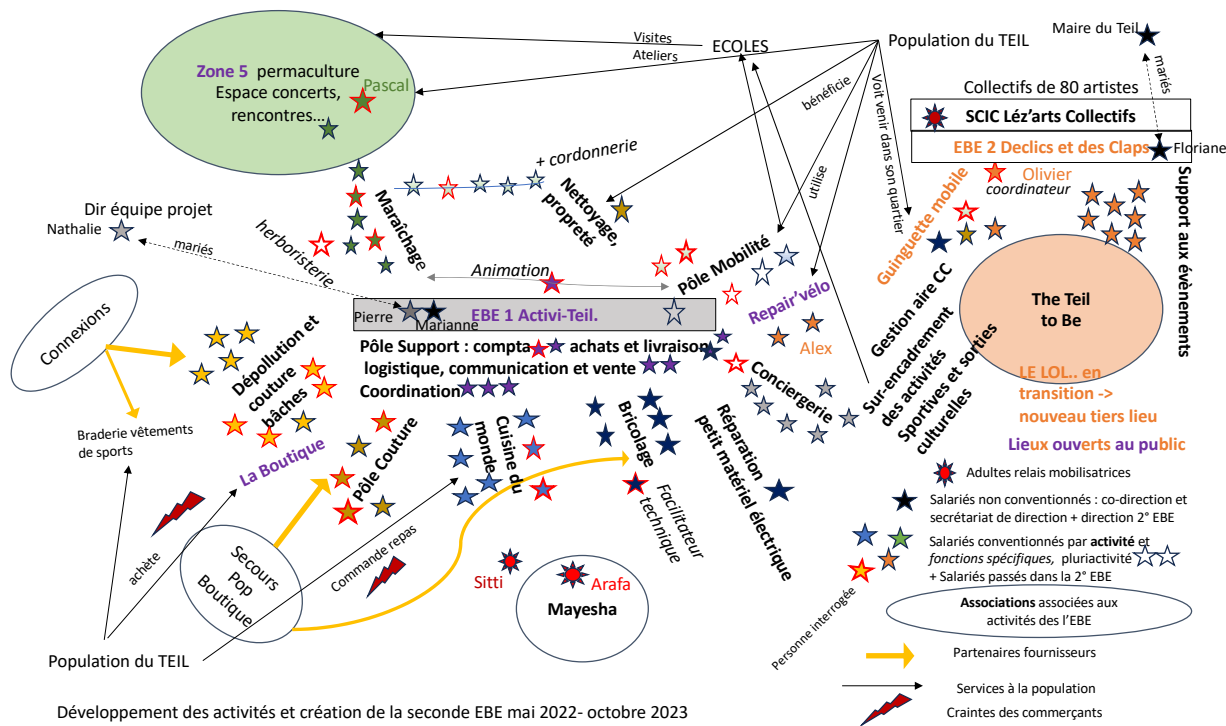 Visites
ECOLES
Population du TEIL
Maire du Teil
Ateliers
mariés
Zone 5 permaculture
Espace concerts,
rencontres…
Pascal
bénéficie
Voit venir dans son quartier
Collectifs de 80 artistes
SCIC Léz’arts Collectifs
EBE 2 Declics et des Claps
Floriane
+ cordonnerie
Nettoyage,
propreté
utilise
Olivier
coordinateur
Guinguette mobile
Support aux évènements
Dir équipe projet
Nathalie
mariés
herboristerie
Maraîchage
Animation
Pôle Mobilité
Repair’vélo
Gestion aire CC
The Teil
to Be
Connexions
Pierre
Marianne
EBE 1 Activi-Teil.
Alex
Dépollution et
couture
bâches
Pôle Support : compta achats et livraison
logistique, communication et vente
Coordination
Conciergerie
Sur-encadrement
des activités
Sportives et sorties
culturelles
LE LOL.. en
transition ->
nouveau tiers lieu
Lieux ouverts au public
Braderie vêtements
de sports
La Boutique
Pôle Couture
Cuisine du
monde
Bricolage
Réparation
petit matériel électrique
Facilitateur
technique
Adultes relais mobilisatrices
Salariés non conventionnés : co-direction et
secrétariat de direction + direction 2° EBE
Salariés conventionnés par activité et
fonctions spécifiques, pluriactivité
+ Salariés passés dans la 2° EBE
achète
Secours
Pop
Boutique
Commande repas
Sitti
Arafa
Mayesha
Personne interrogée
Associations associées aux
activités des l’EBE
Population du TEIL
Partenaires fournisseurs
Services à la population
Craintes des commerçants
Développement des activités et création de la seconde EBE mai 2022- octobre 2023